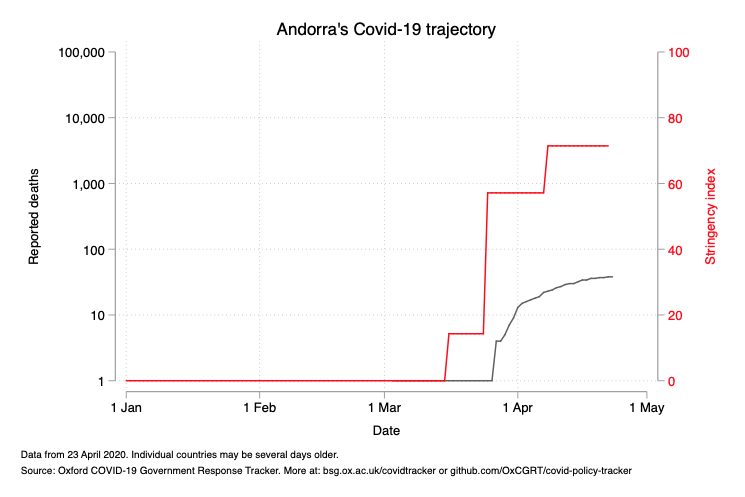 Andorra's Covid-19 trajectory
100,000
10,000
1,000
100
10
1
Reported deaths
100
80
60
40
20
0
Stringency index
1 Jan
1 Feb
1 Mar
1 Apr
1 May
Date
Data from 23 April 2020. Individual countries may be several days older.
Source: Oxford COVID-19 Government Response Tracker. More at: bsg.ox.ac.uk/covidtracker or github.com/OxCGRT/covid-policy-tracker